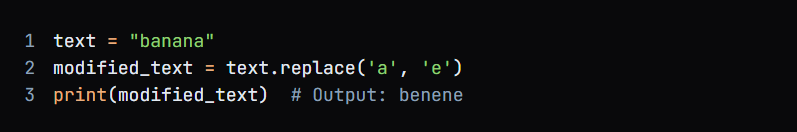 1 text = "banana"
2 modified_text = text.replace('a', 'e')
3 print(modified_text)  # Output: benene